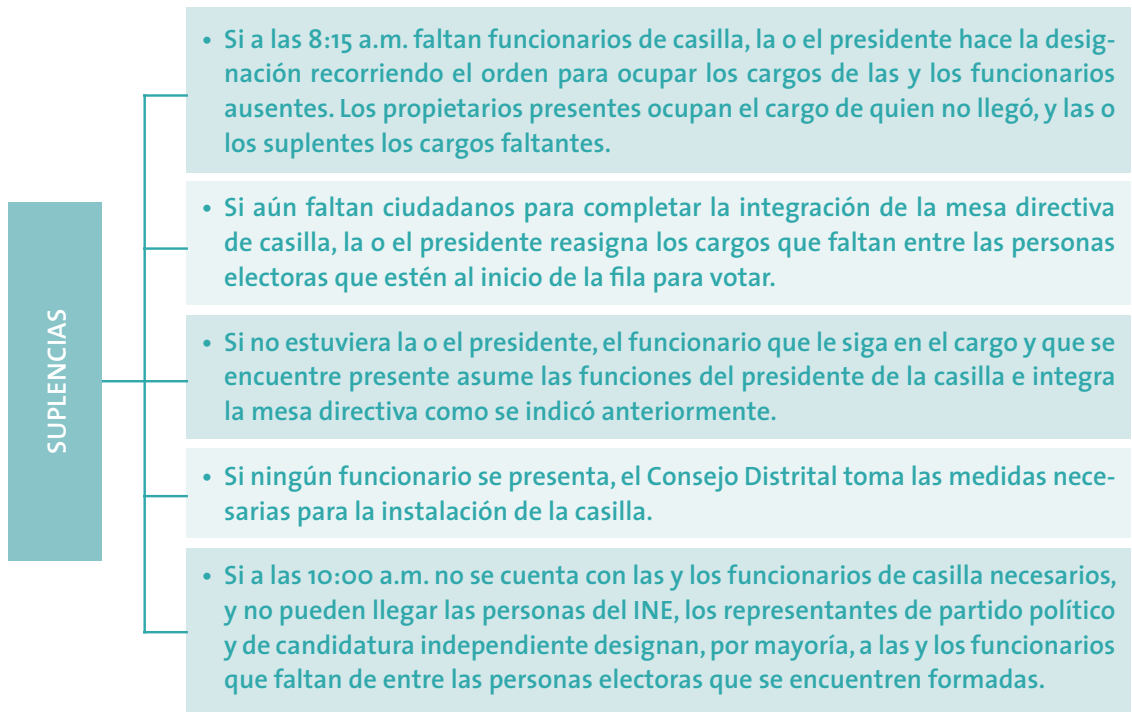 SUPLENCIAS
• Si a las 8:15 a.m. faltan funcionarios de casilla, la o el presidente hace la desig-
nación recorriendo el orden para ocupar los cargos de las y los funcionarios
ausentes. Los propietarios presentes ocupan el cargo de quien no llegó, y las o
los suplentes los cargos faltantes.
• Si aún faltan ciudadanos para completar la integración de la mesa directiva
de casilla, la o el presidente reasigna los cargos que faltan entre las personas
electoras que estén al inicio de la fila para votar.
• Si no estuviera la o el presidente, el funcionario que le siga en el cargo y que se
encuentre presente asume las funciones del presidente de la casilla e integra
la mesa directiva como se indicó anteriormente.
• Si ningún funcionario se presenta, el Consejo Distrital toma las medidas nece-
sarias para la instalación de la casilla.
• Si a las 10:00 a.m. no se cuenta con las y los funcionarios de casilla necesarios,
y no pueden llegar las personas del INE, los representantes de partido político
y de candidatura independiente designan, por mayoría, a las y los funcionarios
que faltan de entre las personas electoras que se encuentren formadas.